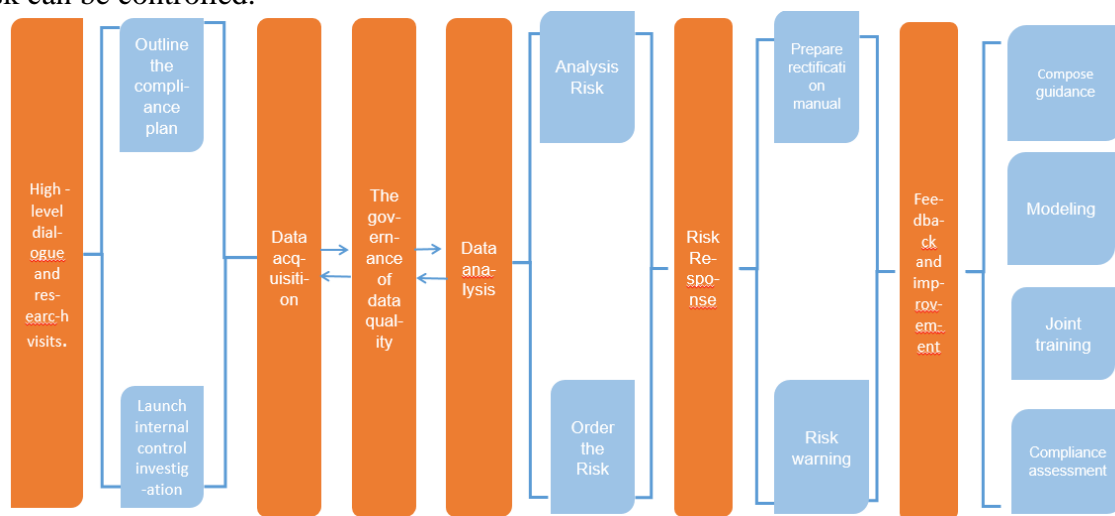 sk can be controlled.
High -
level
dial-
ogue
and
res-
earc-h
visits.
Outline
the
compli-
ance
plan
Launch
internal
control
investig
-ation
Data
acq-
uisiti-
on
The
gov-
ern-
ance
of
data
qual-
ity
Data
ana-
lysis
Analysis
Risk
Order
the
Risk
Risk
Re-
spo-
nse
Prepare
rectificati
on
manual
Risk
warning
Fee-
dba-
ck
and
imp-
rov-
em-
ent
Compose
guidance
Modeling
Joint
training
Compliance
assessment